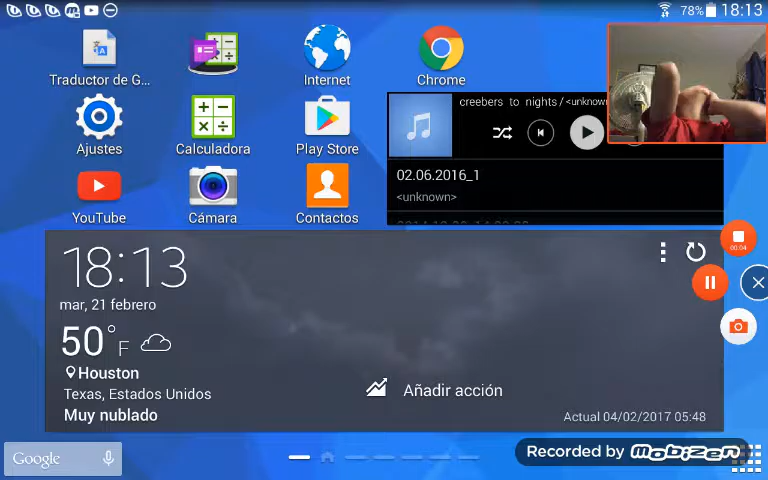 78% 18:13
Traductor de G...
Internet
Chrome
creebers to nights / <unknow
Ajustes
Calculadora
Play Store
02.06.2016_1
<unknown>
YouTube
Cámara
Contactos
18:13
00:04
mar, 21 febrero
50°F
Houston
Texas, Estados Unidos
Añadir acción
Muy nublado
Actual 04/02/2017 05:48
Google
Recorded by Mobizen